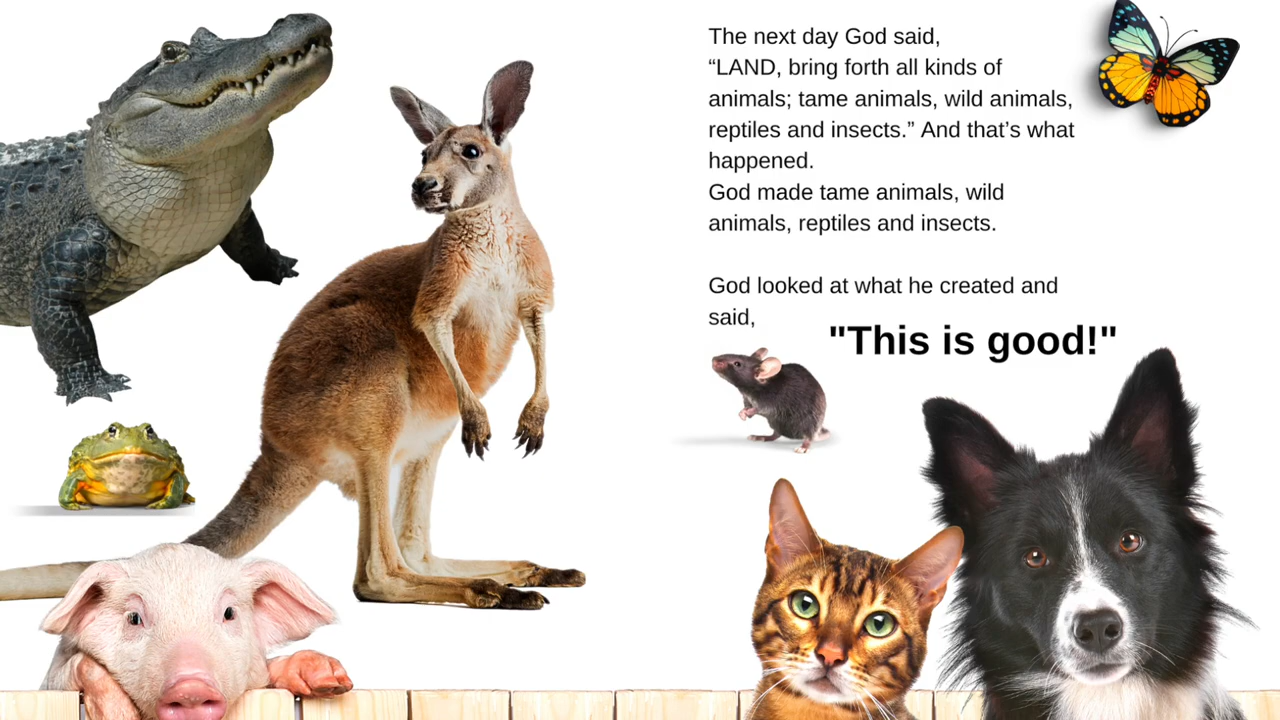 The next day God said,
“LAND, bring forth all kinds of
animals; tame animals, wild animals,
reptiles and insects.” And that’s what
happened.
God made tame animals, wild
animals, reptiles and insects.
God looked at what he created and
said,
"This is good!"